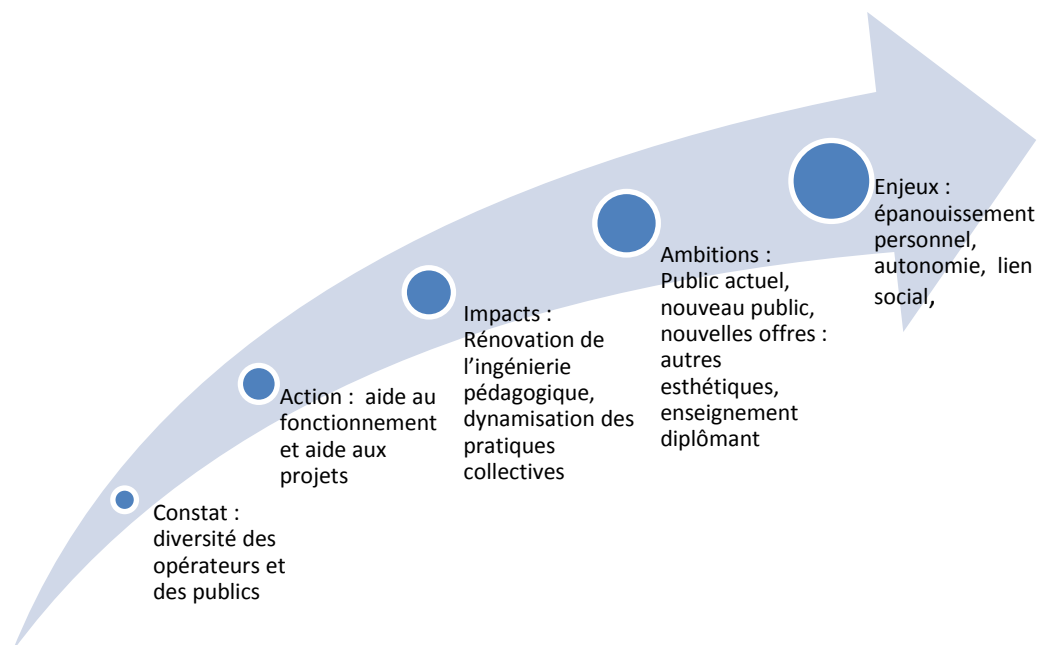 Constat :
diversité des
opérateurs et
des publics
Action :  aide au
fonctionnement
et aide aux
projets
Impacts :
Rénovation de
l’ingénierie
pédagogique,
dynamisation des
pratiques
collectives
Ambitions :
Public actuel,
nouveau public,
nouvelles offres :
autres
esthétiques,
enseignement
diplômant
Enjeux :
épanouissement
personnel,
autonomie,  lien
social,